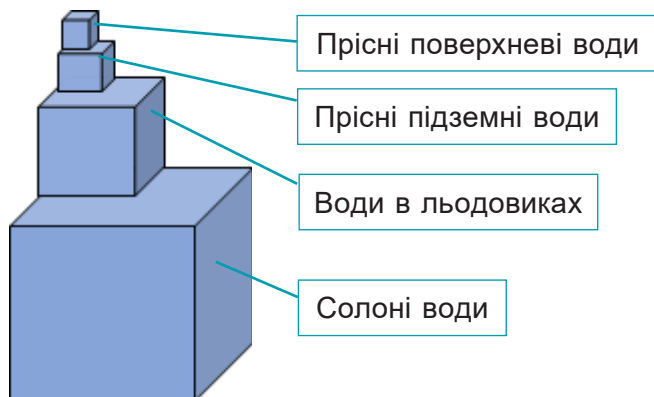 Прісні поверхневі води
Прісні підземні води
Води в льодовиках
Солоні води